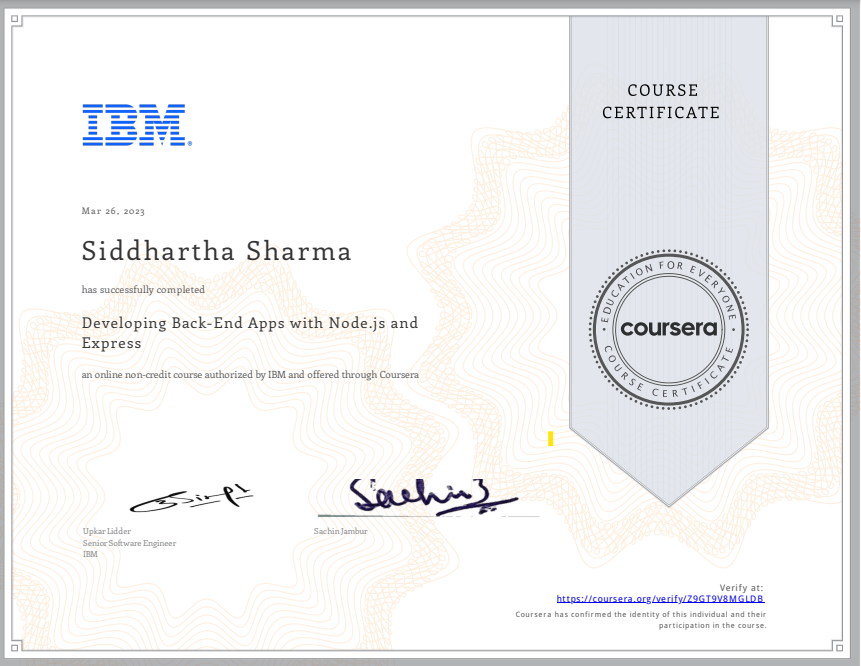 COURSE
CERTIFICATE
IBM®
Mar 26, 2023
Siddhartha Sharma
has successfully completed
Developing Back-End Apps with Node.js and
Express
an online non-credit course authorized by IBM and offered through Coursera
EDUCATION FOR EVERYONE
coursera
COURSE CERTIFICATE
Sachin J
Upkar Lidder
Senior Software Engineer
IBM
Sachin Jambur
Verify at:
https://coursera.org/verify/Z9GT9V8MGLDB
Coursera has confirmed the identity of this individual and their
participation in the course.